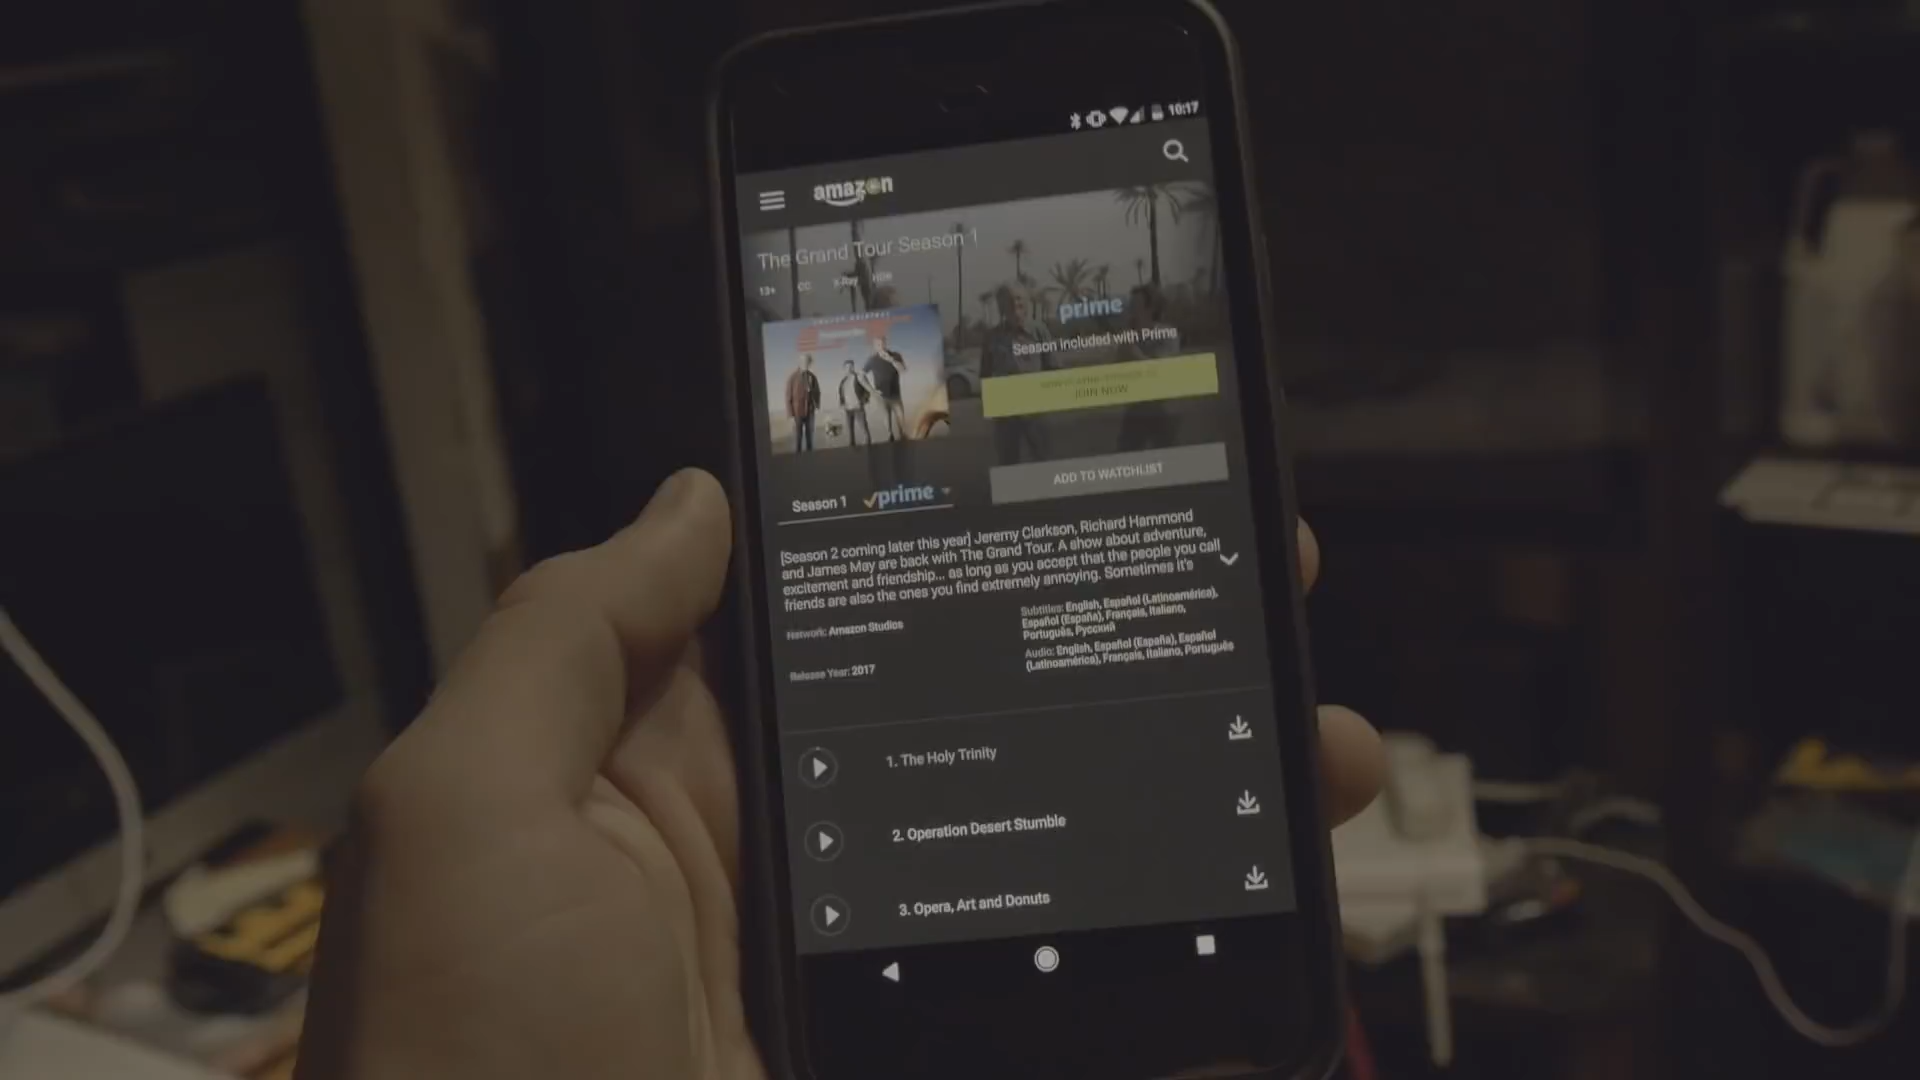 10:17
amazon
The Grand Tour Season 1
13+ CC X-Ray HDR
prime
Season included with Prime
JOIN NOW
ADD TO WATCHLIST
Season 1 prime
[Season 2 coming later this year] Jeremy Clarkson, Richard Hammond
and James May are back with The Grand Tour. A show about adventure,
excitement and friendship... as long as you accept that the people you call
friends are also the ones you find extremely annoying. Sometimes it's
Network: Amazon Studios
Release Year: 2017
Subtitles: English, Español (Latinoamérica),
Español (España), Français, Italiano,
Português, Русский
Audio: English, Español (España), Español
(Latinoamérica), Français, Italiano, Português
1. The Holy Trinity
2. Operation Desert Stumble
3. Opera, Art and Donuts